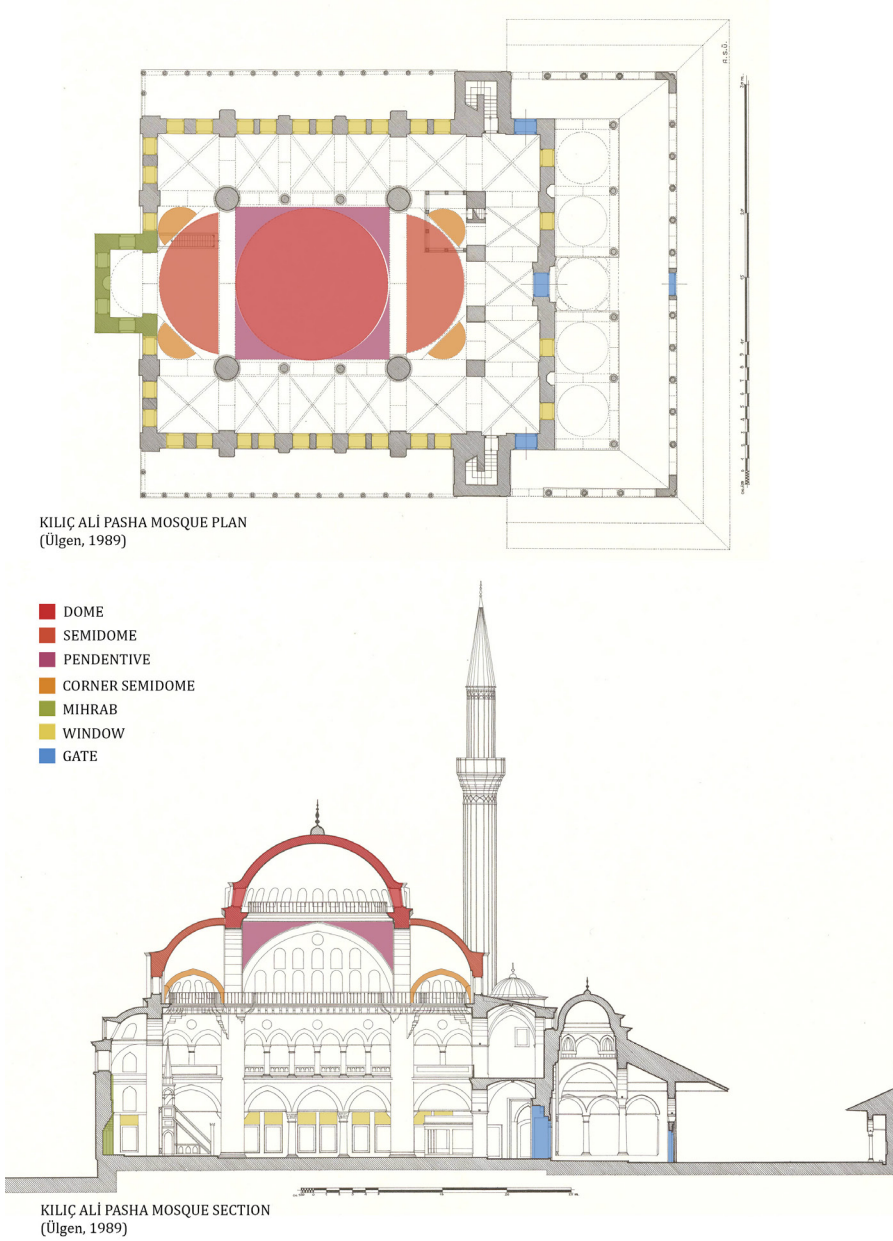 R.S.Ü.
KILIÇ ALİ PASHA MOSQUE PLAN
(Ülgen, 1989)
DOME
SEMIDOME
PENDENTIVE
CORNER SEMIDOME
MIHRAB
WINDOW
GATE
KILIÇ ALİ PASHA MOSQUE SECTION
(Ülgen, 1989)